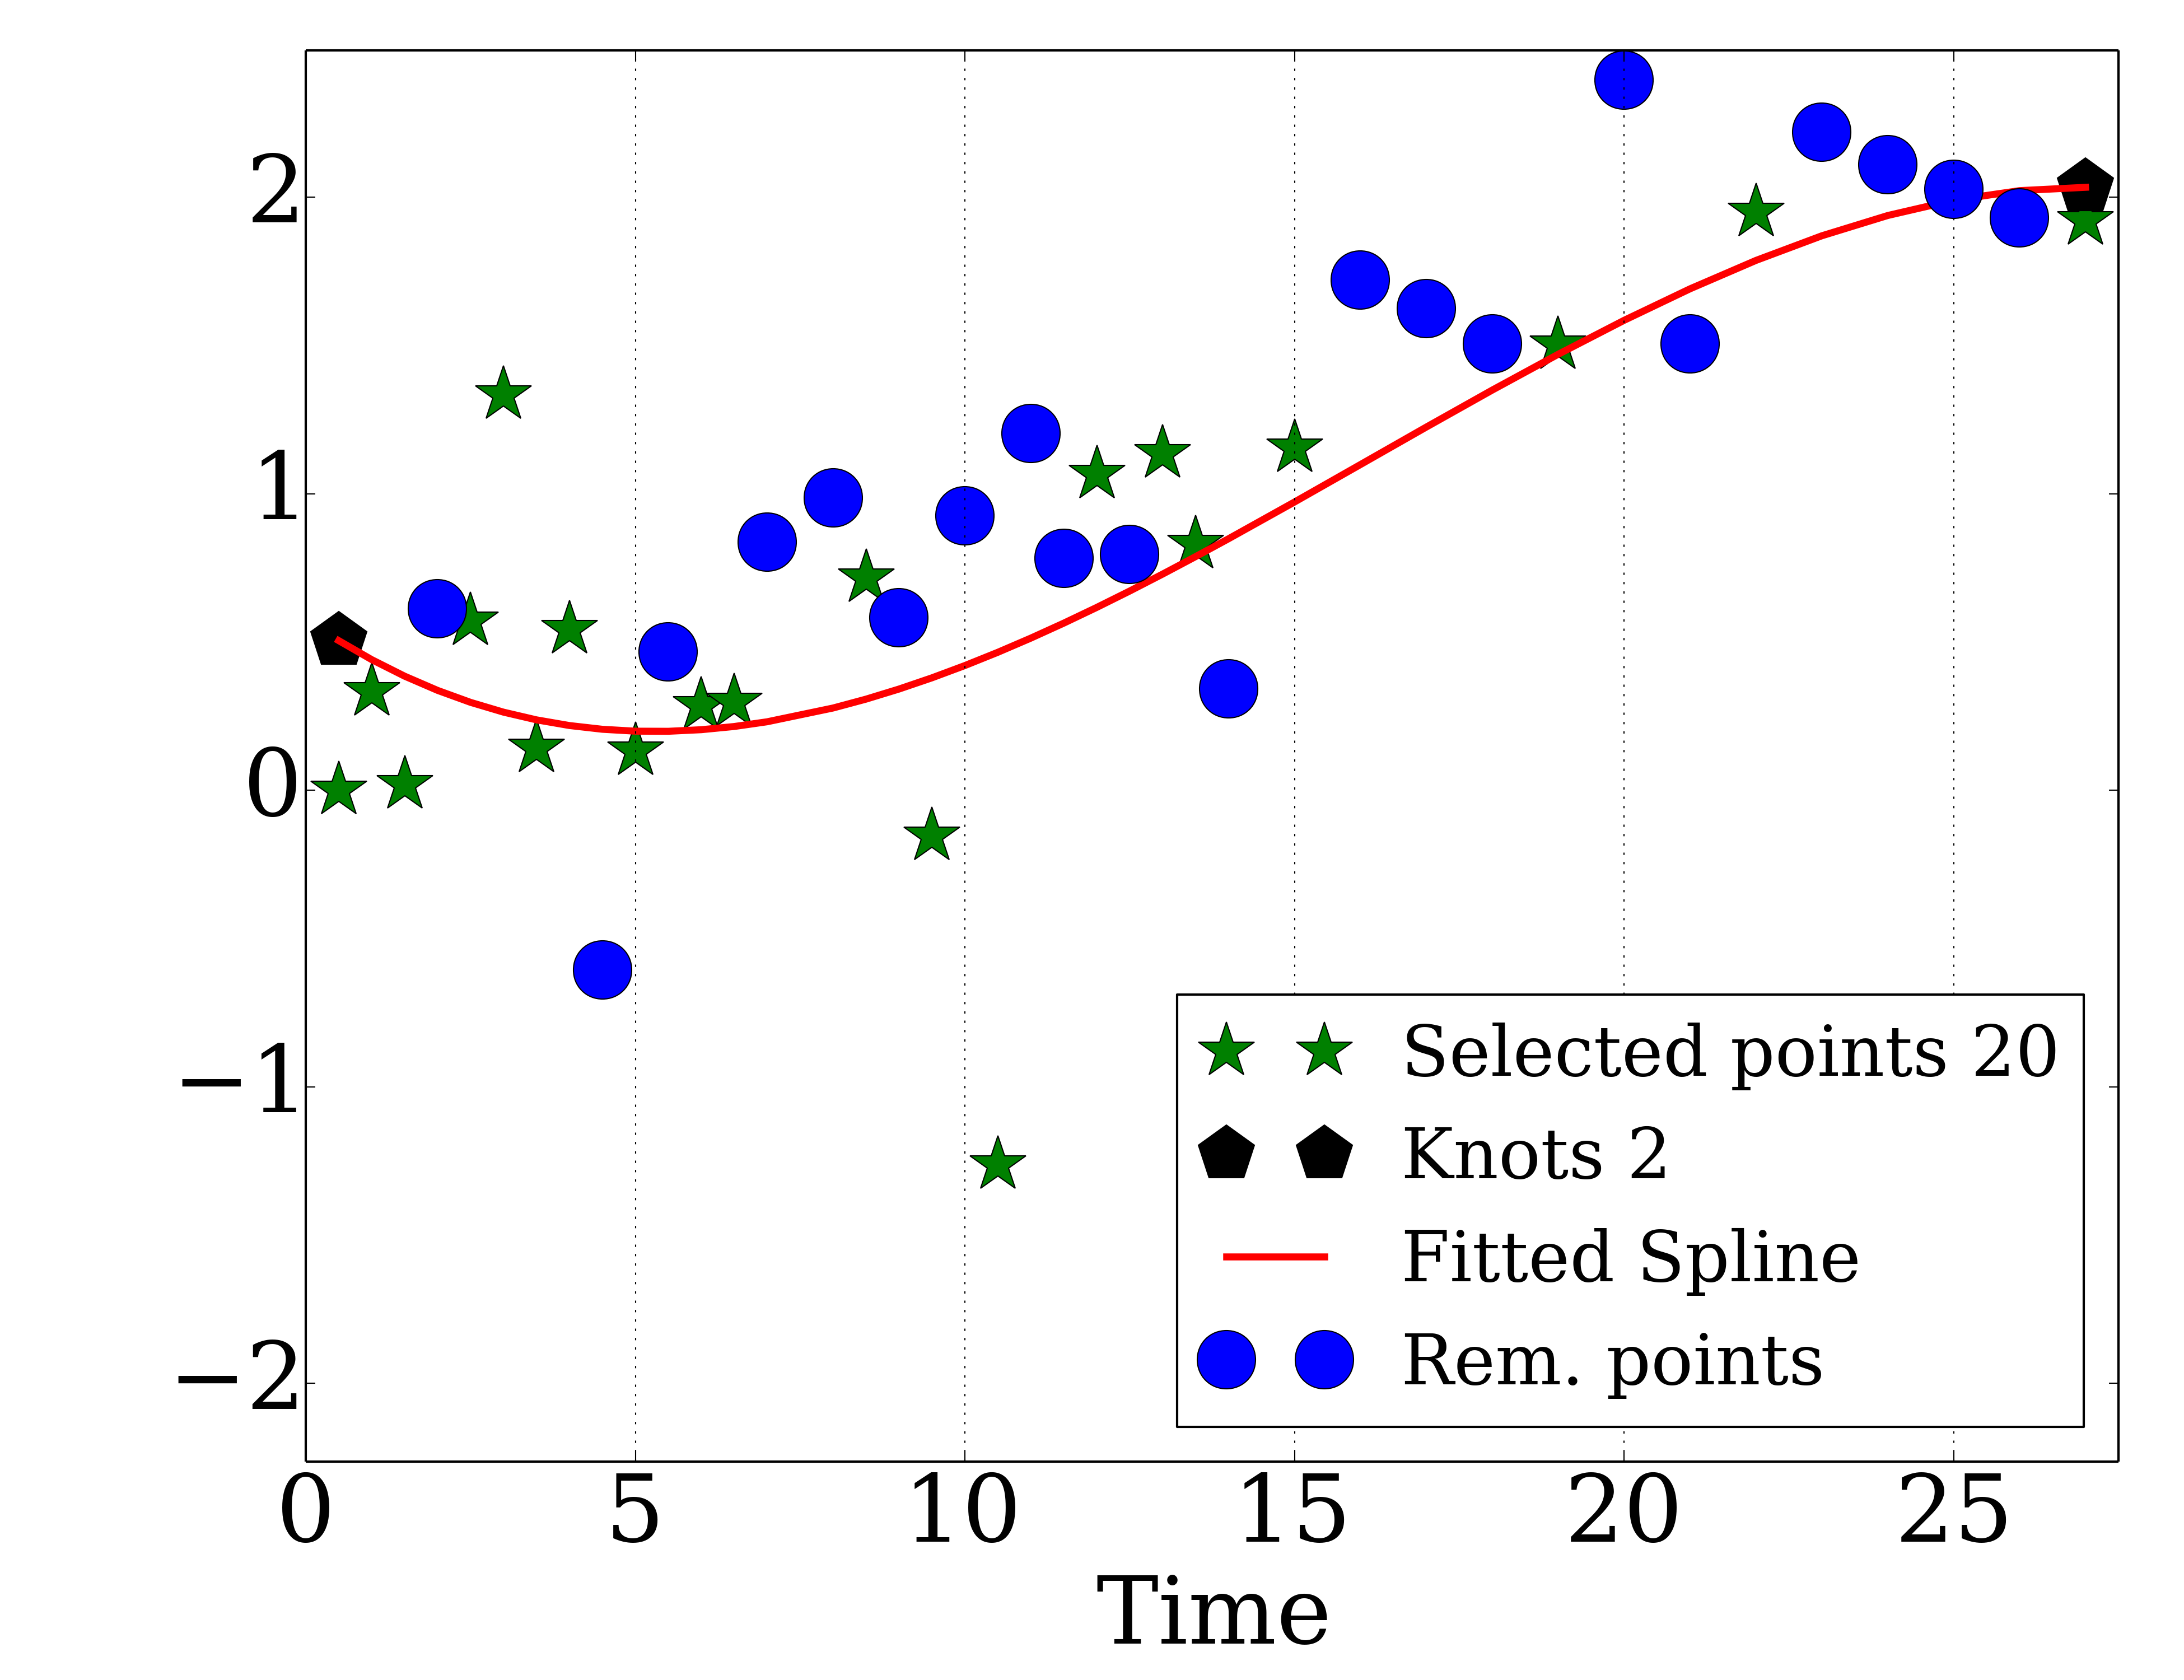 2
1
0
−1
−2
0 5 10 15 20 25
Time
Selected points 20
Knots 2
Fitted Spline
Rem. points